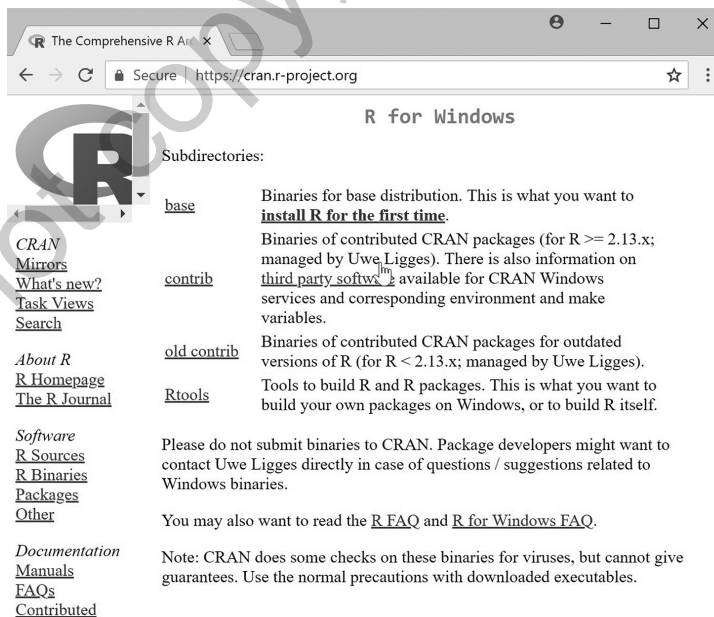 not copy
The Comprehensive R Ar
Secure https://cran.r-project.org
R
R for Windows
Subdirectories:
base
Binaries for base distribution. This is what you want to
install R for the first time.
contrib
Binaries of contributed CRAN packages (for R >= 2.13.x;
managed by Uwe Ligges). There is also information on
third party software available for CRAN Windows
services and corresponding environment and make
variables.
old contrib
Binaries of contributed CRAN packages for outdated
versions of R (for R < 2.13.x; managed by Uwe Ligges).
Rtools
Tools to build R and R packages. This is what you want to
build your own packages on Windows, or to build R itself.
Please do not submit binaries to CRAN. Package developers might want to
contact Uwe Ligges directly in case of questions / suggestions related to
Windows binaries.
You may also want to read the R FAQ and R for Windows FAQ.
Note: CRAN does some checks on these binaries for viruses, but cannot give
guarantees. Use the normal precautions with downloaded executables.
CRAN
Mirrors
What's new?
Task Views
Search
About R
R Homepage
The R Journal
Software
R Sources
R Binaries
Packages
Other
Documentation
Manuals
FAQs
Contributed